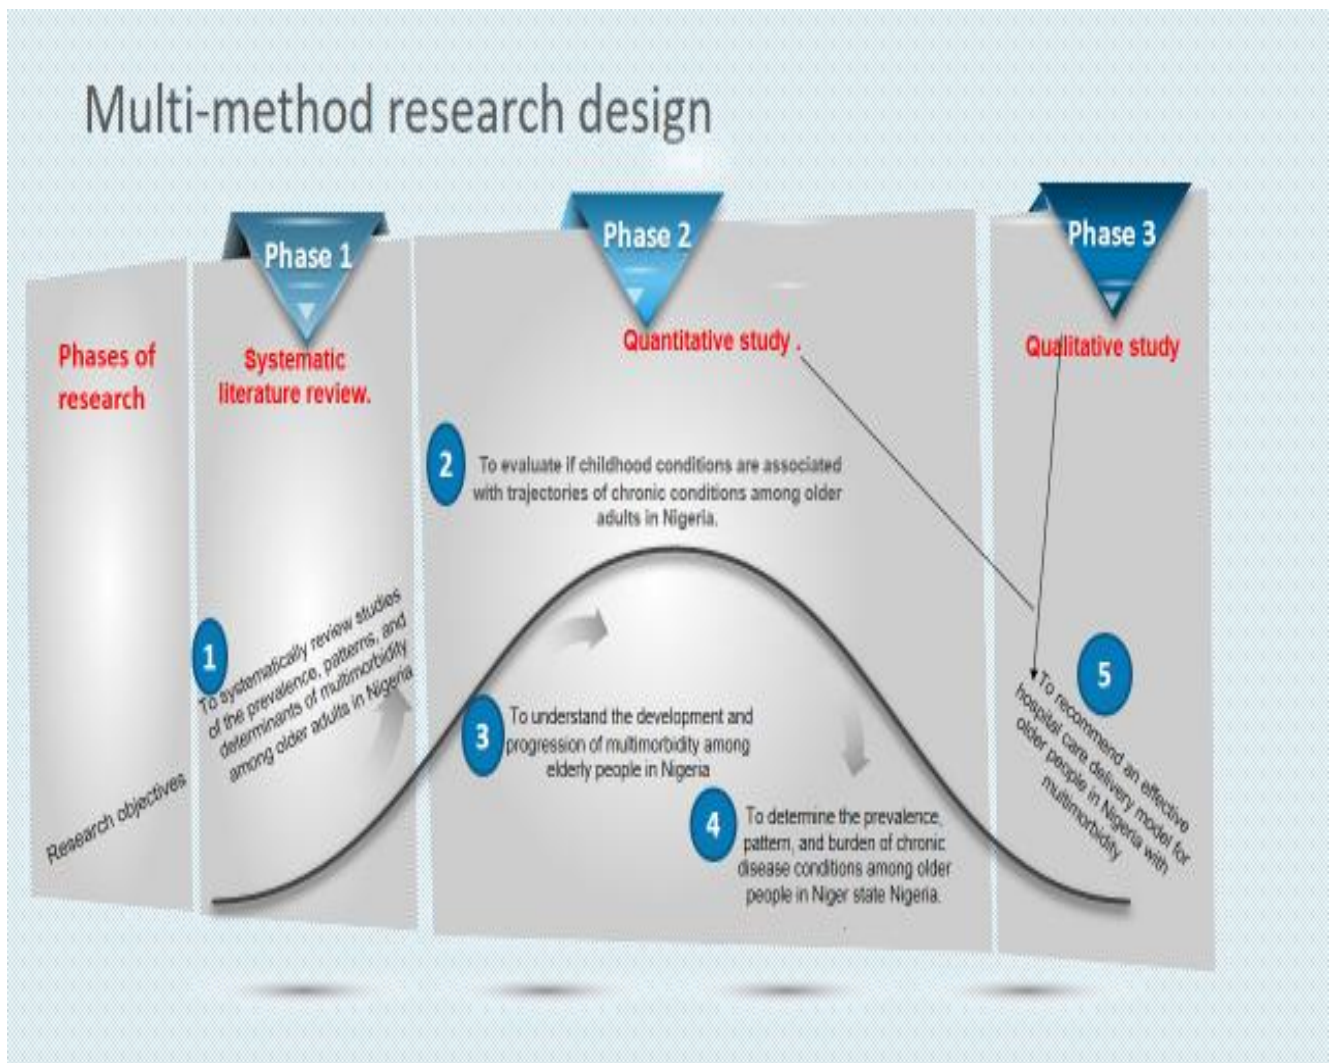 Multi-method research design
Phases of
research
Research objectives
Phase 1
Systematic
literature review.
1
To systematically review studies
of the prevalence, patterns, and
determinants of multimorbidity
among older adults in Nigeria
Phase 2
Quantitative study .
2
To evaluate if childhood conditions are associated
with trajectories of chronic conditions among older
adults in Nigeria.
3
To understand the development and
progression of multimorbidity among
elderly people in Nigeria
4
To determine the prevalence,
pattern, and burden of chronic
disease conditions among older
people in Niger state Nigeria.
Phase 3
Qualitative study
5
To recommend an effective
hospital care delivery model for
older people in Nigeria with
multimorbidity